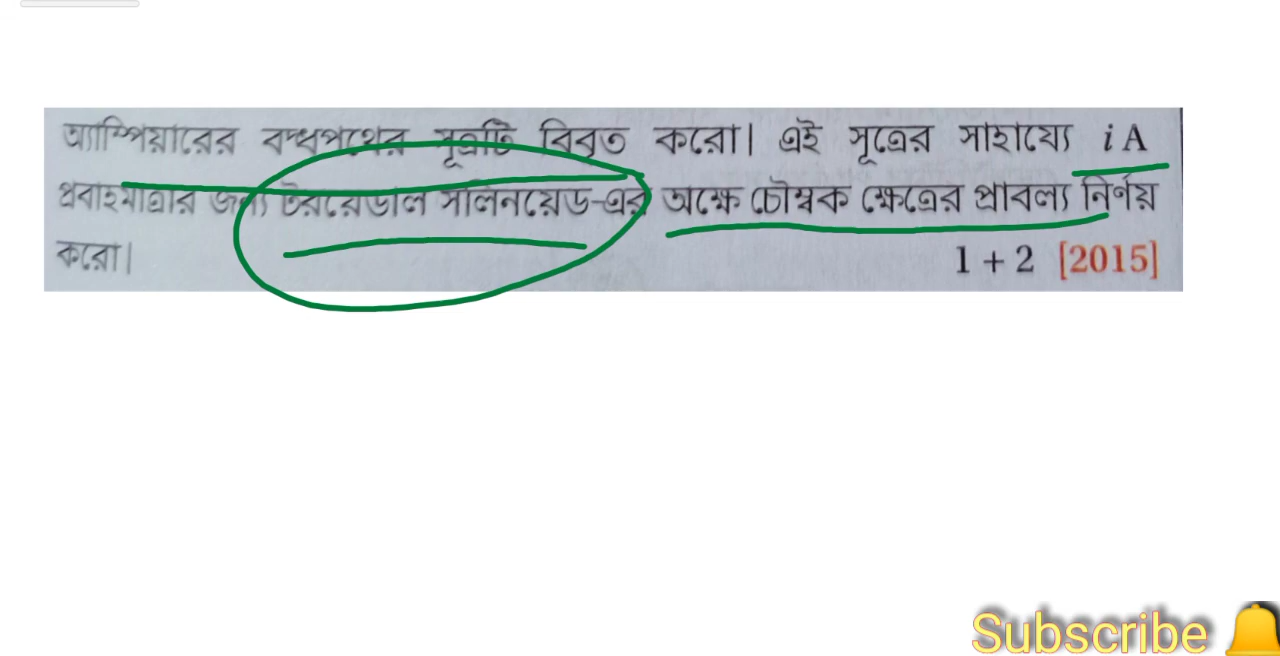 অ্যাম্পিয়ারের বদ্ধপথের সূত্রটি বিবৃত করো। এই সূত্রের সাহায্যে i A
প্রবাহমাত্রার জন্য টরয়েডাল সলিনয়েড-এর অক্ষে চৌম্বক ক্ষেত্রের প্রাবল্য নির্ণয়
করো। 1 + 2 [2015]
Subscribe